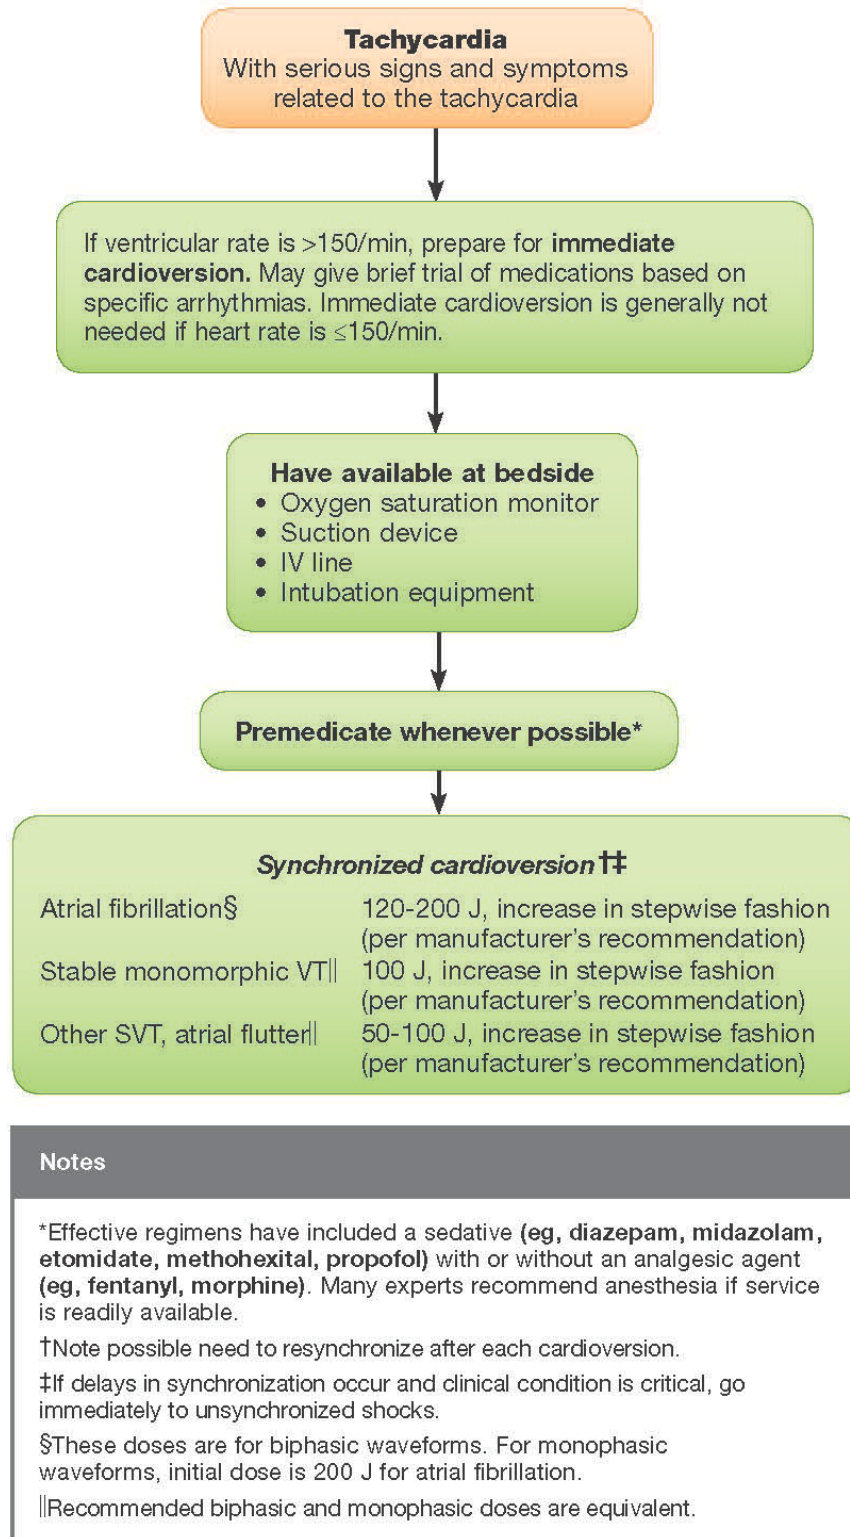 Tachycardia
With serious signs and symptoms
related to the tachycardia
If ventricular rate is >150/min, prepare for immediate
cardioversion. May give brief trial of medications based on
specific arrhythmias. Immediate cardioversion is generally not
needed if heart rate is ≤150/min.
Have available at bedside
• Oxygen saturation monitor
• Suction device
• IV line
• Intubation equipment
Premedicate whenever possible*
Synchronized cardioversion†‡
Atrial fibrillation§ 120-200 J, increase in stepwise fashion
(per manufacturer's recommendation)
Stable monomorphic VT|| 100 J, increase in stepwise fashion
(per manufacturer's recommendation)
Other SVT, atrial flutter|| 50-100 J, increase in stepwise fashion
(per manufacturer's recommendation)
Notes
*Effective regimens have included a sedative (eg, diazepam, midazolam,
etomidate, methohexital, propofol) with or without an analgesic agent
(eg, fentanyl, morphine). Many experts recommend anesthesia if service
is readily available.
†Note possible need to resynchronize after each cardioversion.
‡If delays in synchronization occur and clinical condition is critical, go
immediately to unsynchronized shocks.
§These doses are for biphasic waveforms. For monophasic
waveforms, initial dose is 200 J for atrial fibrillation.
||Recommended biphasic and monophasic doses are equivalent.